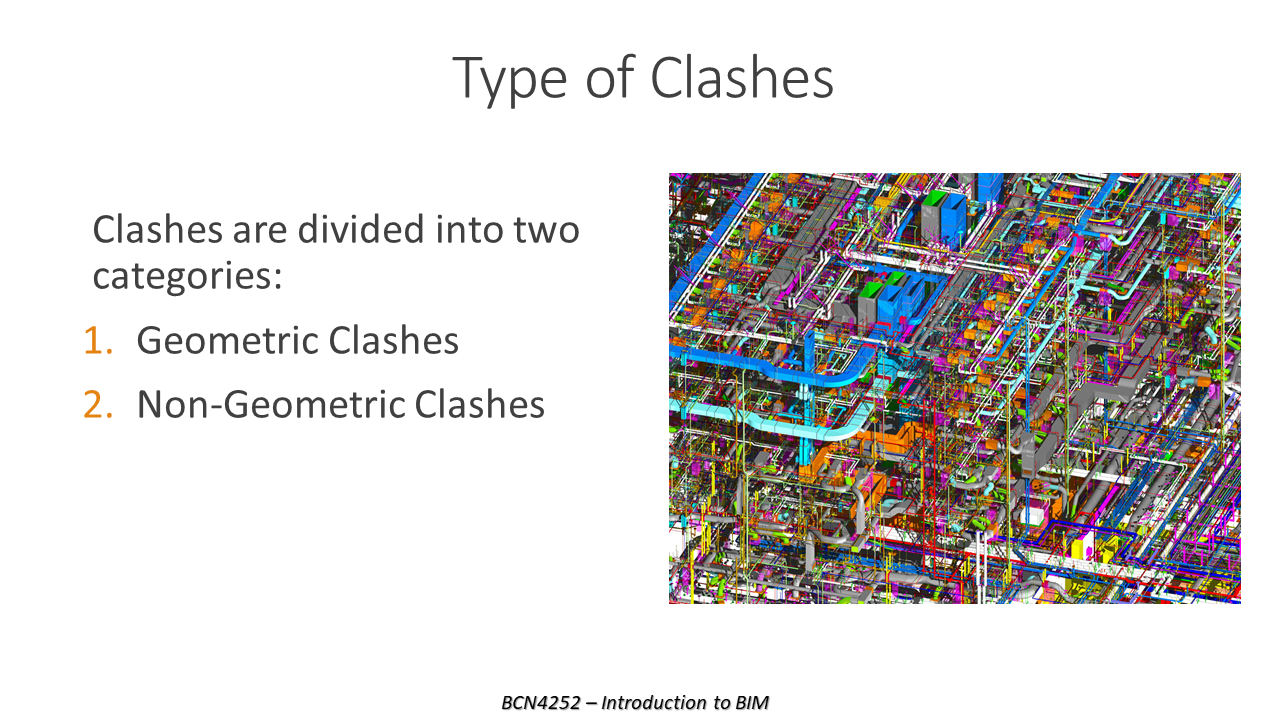 Type of Clashes
Clashes are divided into two
categories:
1. Geometric Clashes
2. Non-Geometric Clashes
BCN4252 – Introduction to BIM